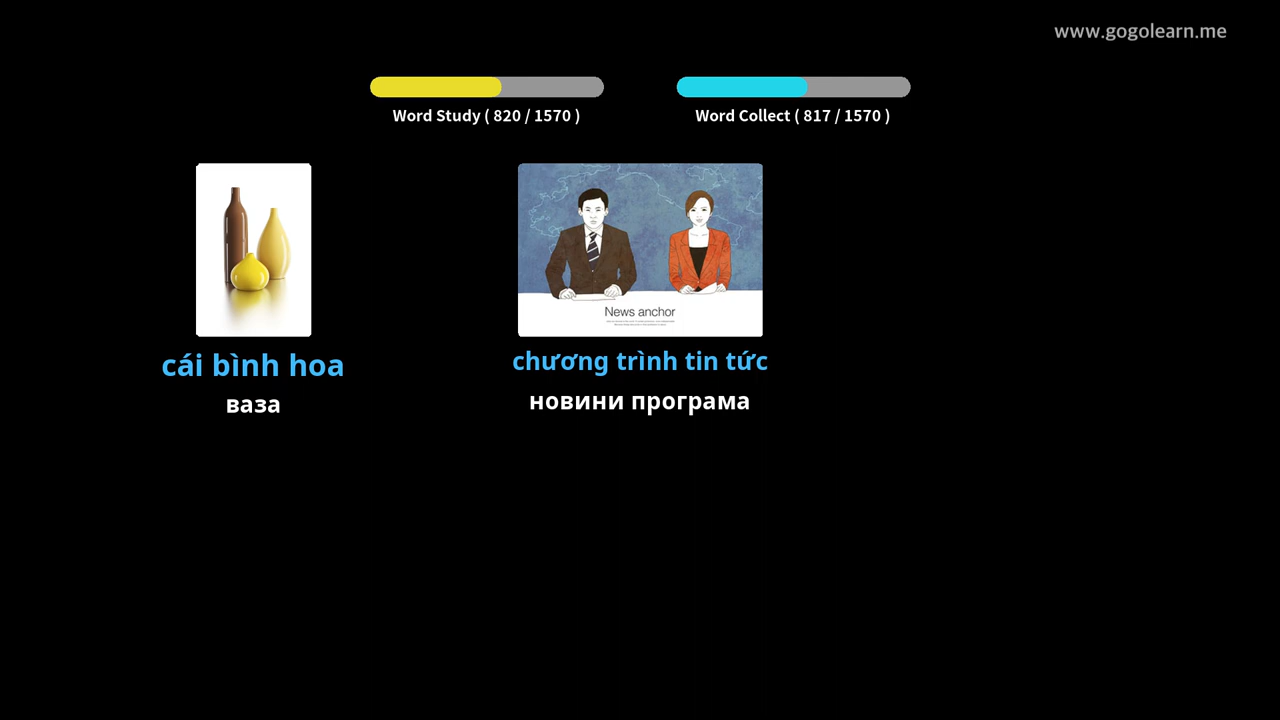 www.gogolearn.me
Word Study ( 820 / 1570 )
Word Collect ( 817 / 1570 )
News anchor
cái bình hoa
ваза
chương trình tin tức
новини програма